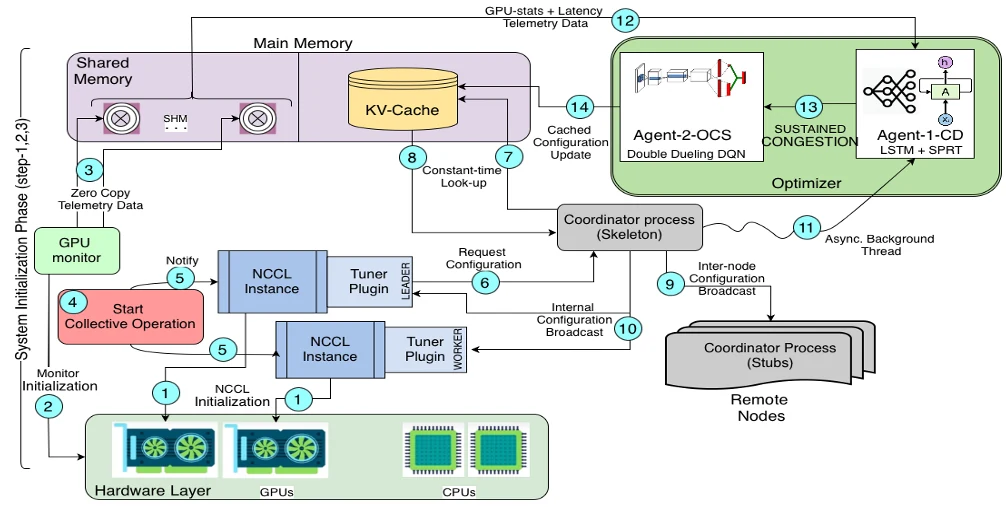 GPU-stats + Latency
Telemetry Data
12
Main Memory
Shared
Memory
SHM
. . .
KV-Cache
14
Cached
Configuration
Update
Agent-2-OCS
Double Dueling DQN
13
SUSTAINED
CONGESTION
h
A
xᵢ
Agent-1-CD
LSTM + SPRT
Optimizer
System Initialization Phase (step-1,2,3)
3
Zero Copy
Telemetry Data
8
7
Constant-time
Look-up
Coordinator process
(Skeleton)
11
Async. Background
Thread
GPU
monitor
Notify
5
NCCL
Instance
Tuner
Plugin
LEADER
Request
Configuration
6
9
Inter-node
Configuration
Broadcast
4
Start
Collective Operation
5
NCCL
Instance
Tuner
Plugin
WORKER
Internal
Configuration
Broadcast
10
Coordinator Process
(Stubs)
Remote
Nodes
Monitor
Initialization
2
1
NCCL
Initialization
1
Hardware Layer
GPUs
CPUs